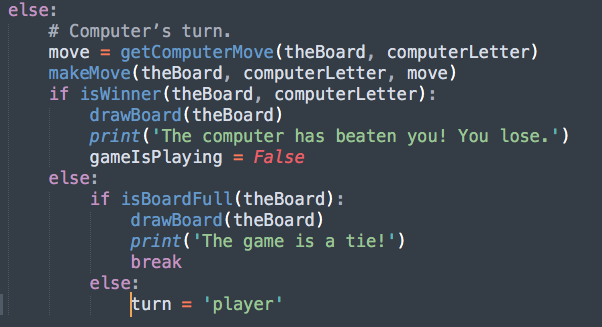 else:
    # Computer’s turn.
    move = getComputerMove(theBoard, computerLetter)
    makeMove(theBoard, computerLetter, move)
    if isWinner(theBoard, computerLetter):
        drawBoard(theBoard)
        print('The computer has beaten you! You lose.')
        gameIsPlaying = False
    else:
        if isBoardFull(theBoard):
            drawBoard(theBoard)
            print('The game is a tie!')
            break
        else:
            turn = 'player'